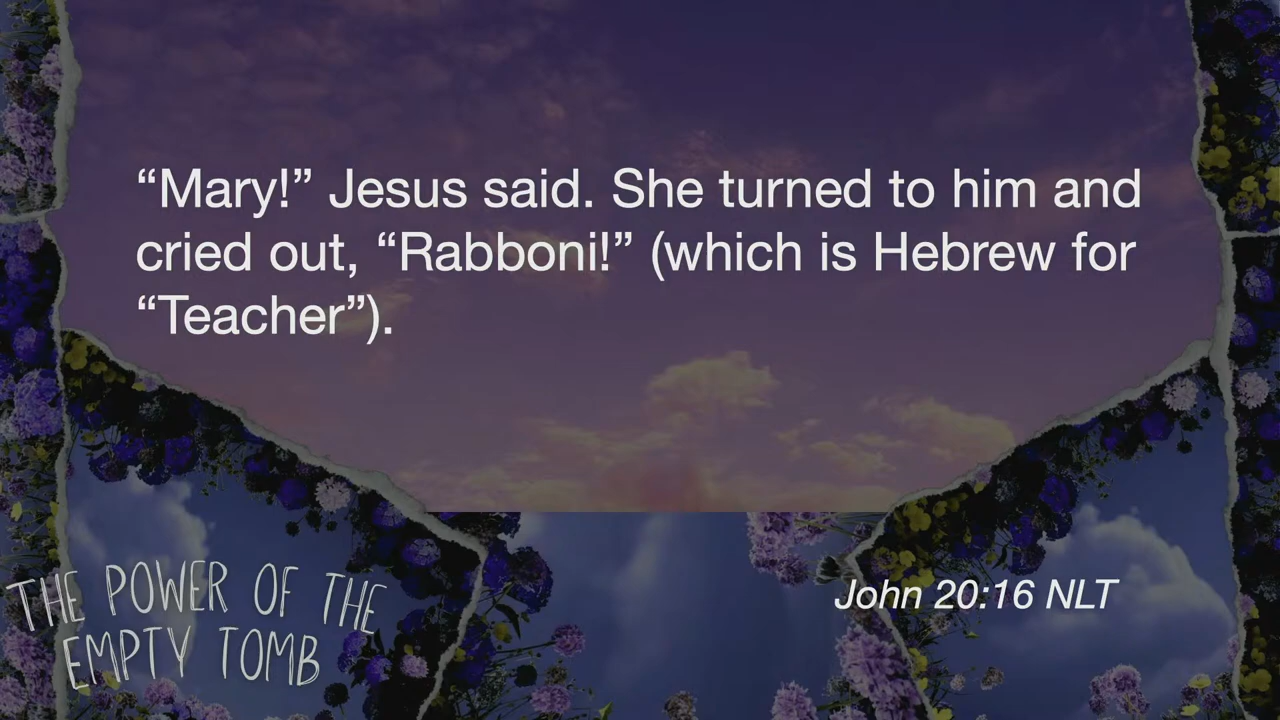 “Mary!” Jesus said. She turned to him and
cried out, “Rabboni!” (which is Hebrew for
“Teacher”).
John 20:16 NLT
THE POWER OF THE
EMPTY TOMB